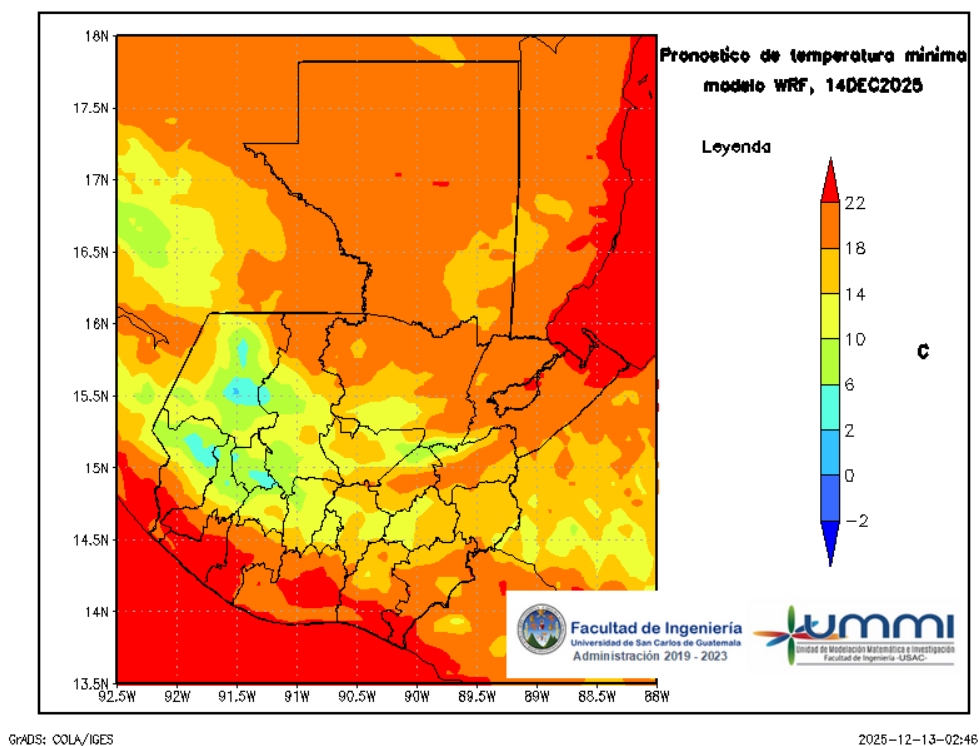 Pronostico de temperatura minima
modelo WRF, 14DEC2025
Leyenda
22
18
14
10
6
2
0
-2
C
18N
17.5N
17N
16.5N
16N
15.5N
15N
14.5N
14N
13.5N
92.5W
92W
91.5W
91W
90.5W
90W
89.5W
89W
88.5W
88W
Facultad de Ingeniería
Universidad de San Carlos de Guatemala
Administración 2019 - 2023
ummi
Unidad de Modelación Matemática e Investigación
Facultad de Ingeniería -USAC-
GrADS: COLA/IGES
2025-12-13-02:46